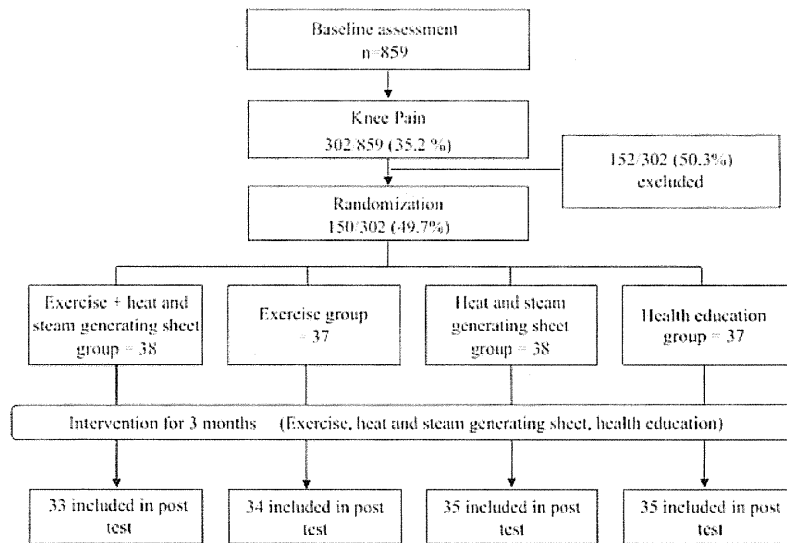 Baseline assessment
n=859
Knee Pain
302/859 (35.2 %)
152/302 (50.3%)
excluded
Randomization
150/302 (49.7%)
Exercise + heat and
steam generating sheet
group = 38
Exercise group
= 37
Heat and steam
generating sheet
group = 38
Health education
group = 37
Intervention for 3 months (Exercise, heat and steam generating sheet, health education)
33 included in post
test
34 included in post
test
35 included in post
test
35 included in post
test